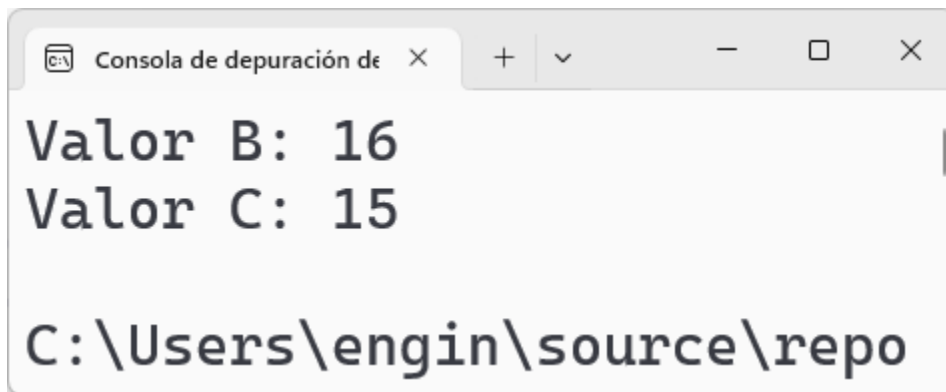 Consola de depuración de
Valor B: 16
Valor C: 15
C:\Users\engin\source\repo